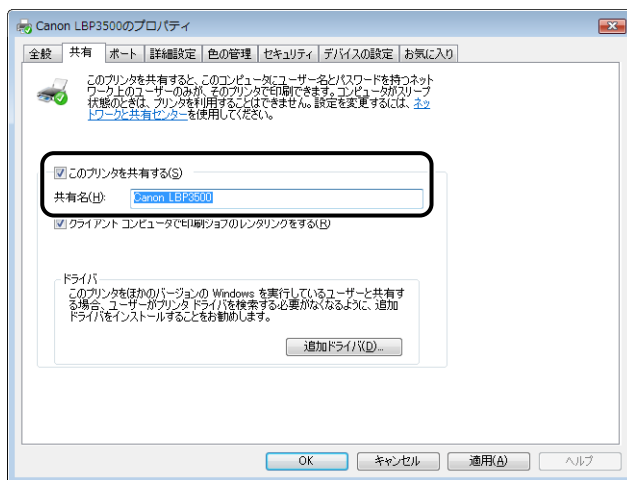 Canon LBP3500のプロパティ
全般 共有 ポート 詳細設定 色の管理 セキュリティ デバイスの設定 お気に入り
このプリンタを共有すると、このコンピュータにユーザー名とパスワードを持つネット
ワーク上のユーザーのみが、そのプリンタで印刷できます。コンピュータがスリープ
状態のときは、プリンタを利用することはできません。設定を変更するには、ネッ
トワークと共有センターを使用してください。
このプリンタを共有する(S)
共有名(H): Canon LBP3500
クライアント コンピュータで印刷ジョブのレンダリングをする(R)
ドライバ
このプリンタをほかのバージョンの Windows を実行しているユーザーと共有す
る場合、ユーザーがプリンタ ドライバを検索する必要がなくなるように、追加
ドライバをインストールすることをお勧めします。
追加ドライバ(D)...
OK キャンセル 適用(A) ヘルプ